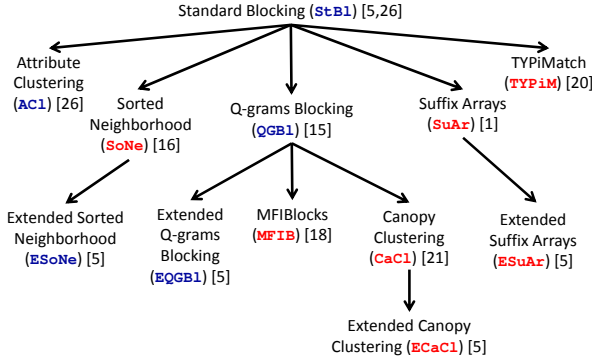 Standard Blocking (StBl) [5,26]
Attribute
Clustering
(ACl) [26]
Sorted
Neighborhood
(SoNe) [16]
Q-grams Blocking
(QGBl) [15]
Suffix Arrays
(SuAr) [1]
TYPiMatch
(TYPiM) [20]
Extended Sorted
Neighborhood
(ESoNe) [5]
Extended
Q-grams
Blocking
(EQGBl) [5]
MFIBlocks
(MFIB) [18]
Canopy
Clustering
(CaCl) [21]
Extended
Suffix Arrays
(ESuAr) [5]
Extended Canopy
Clustering (ECaCl) [5]